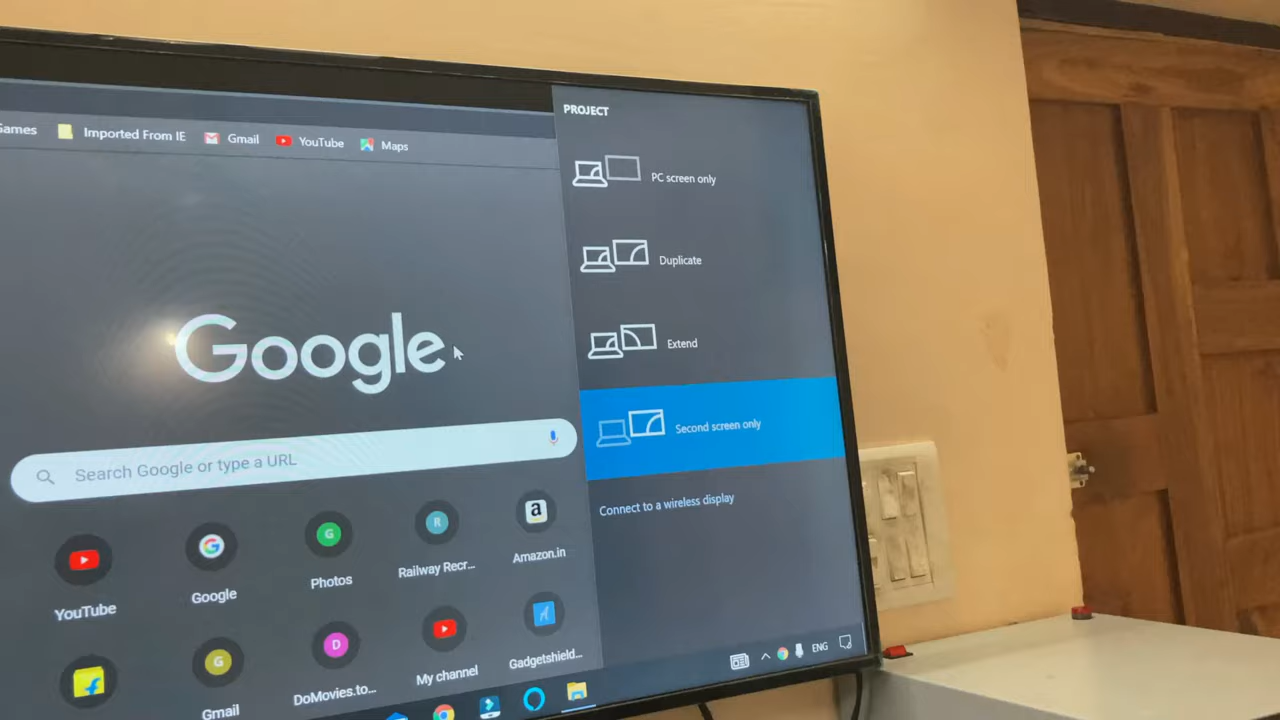 PROJECT
Games Imported From IE Gmail YouTube Maps
PC screen only
Duplicate
Extend
Google
Second screen only
Search Google or type a URL
Connect to a wireless display
YouTube Google Photos Railway Recr... Amazon.in
Gmail DoMovies.to... My channel Gadgetshield...
ENG